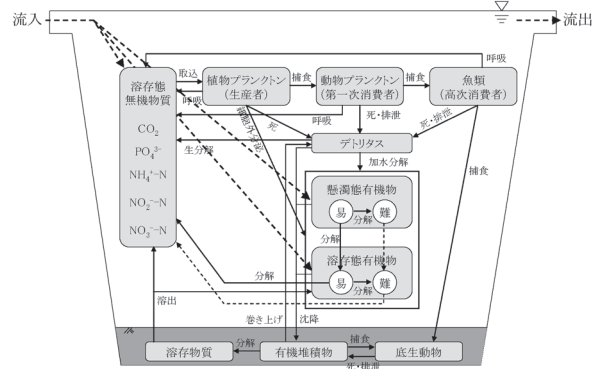 流入
流出
呼吸
溶存態
無機物質
CO₂
PO₄³⁻
NH₄⁺–N
NO₂⁻–N
NO₃⁻–N
取込
植物プランクトン
(生産者)
捕食
動物プランクトン
(第一次消費者)
捕食
魚類
(高次消費者)
呼吸
呼吸
細胞外分泌
死
死・排泄
死・排泄
生分解
デトリタス
加水分解
捕食
懸濁態有機物
易
難
分解
分解
溶存態有機物
易
難
分解
分解
溶出
巻き上げ
沈降
溶存物質
分解
有機堆積物
捕食
底生動物
死・排泄